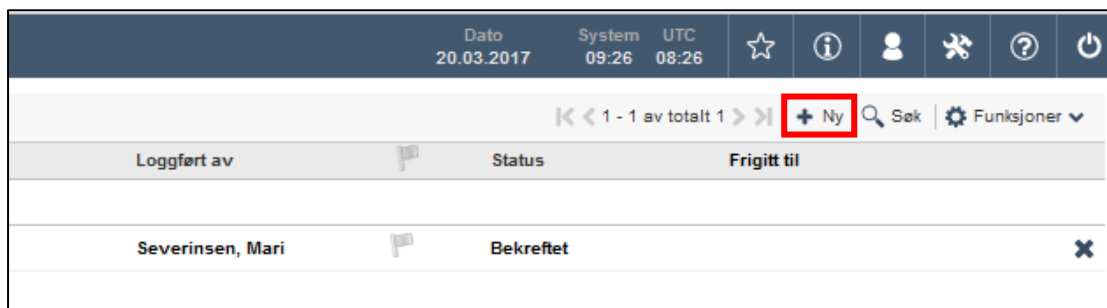 Dato System UTC
20.03.2017 09:26 08:26
1 - 1 av totalt 1 Ny Søk Funksjoner
Loggført av Status Frigitt til
Severinsen, Mari Bekreftet